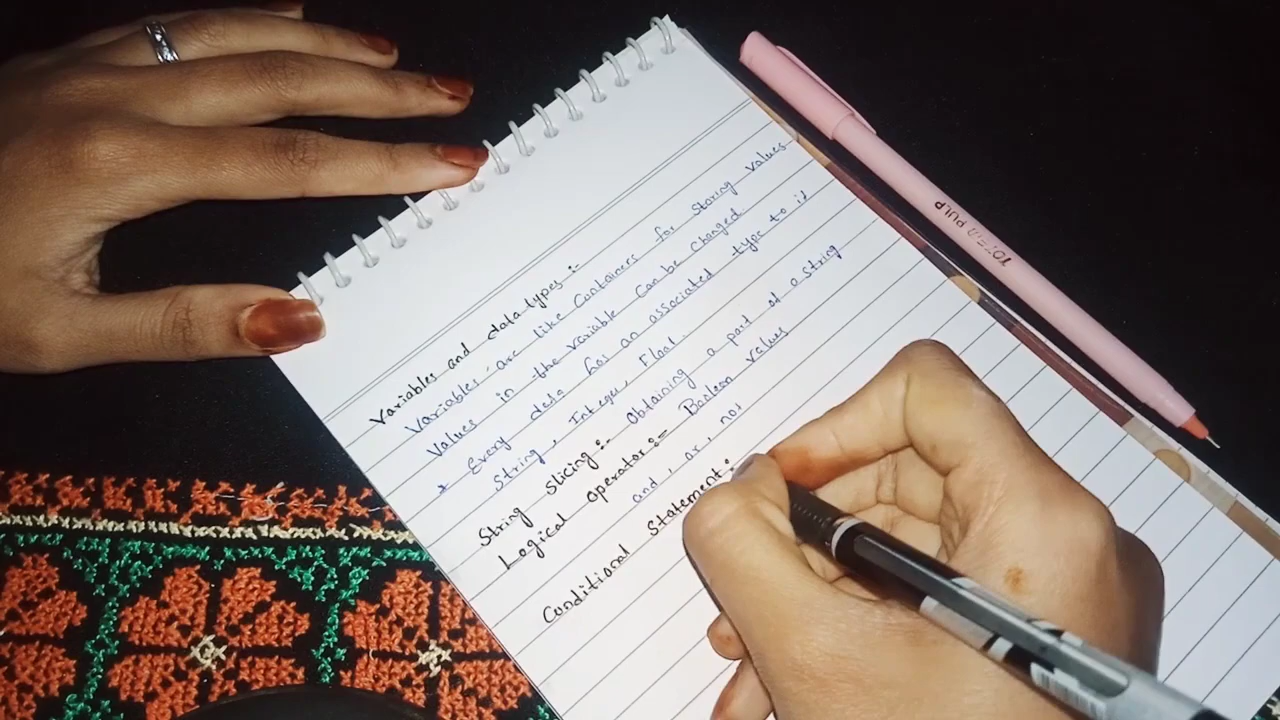 Variables and data types :-
Variables are like Containers for storing values
Values in the variable can be changed.
* Every data has an associated type to it
String, Integer, Float.
String slicing :- Obtaining a part of a string
Logical operator :- Boolean values
and, or, not
Conditional Statement :
PULP